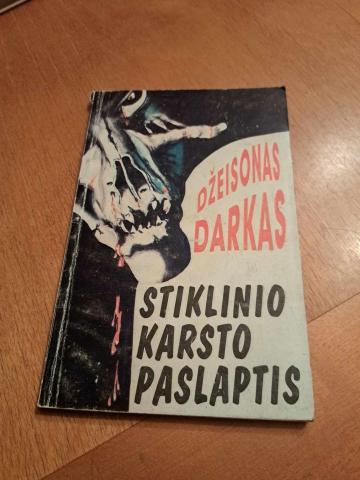 DŽEISONAS
DARKAS
STIKLINIO
KARSTO
PASLAPTIS